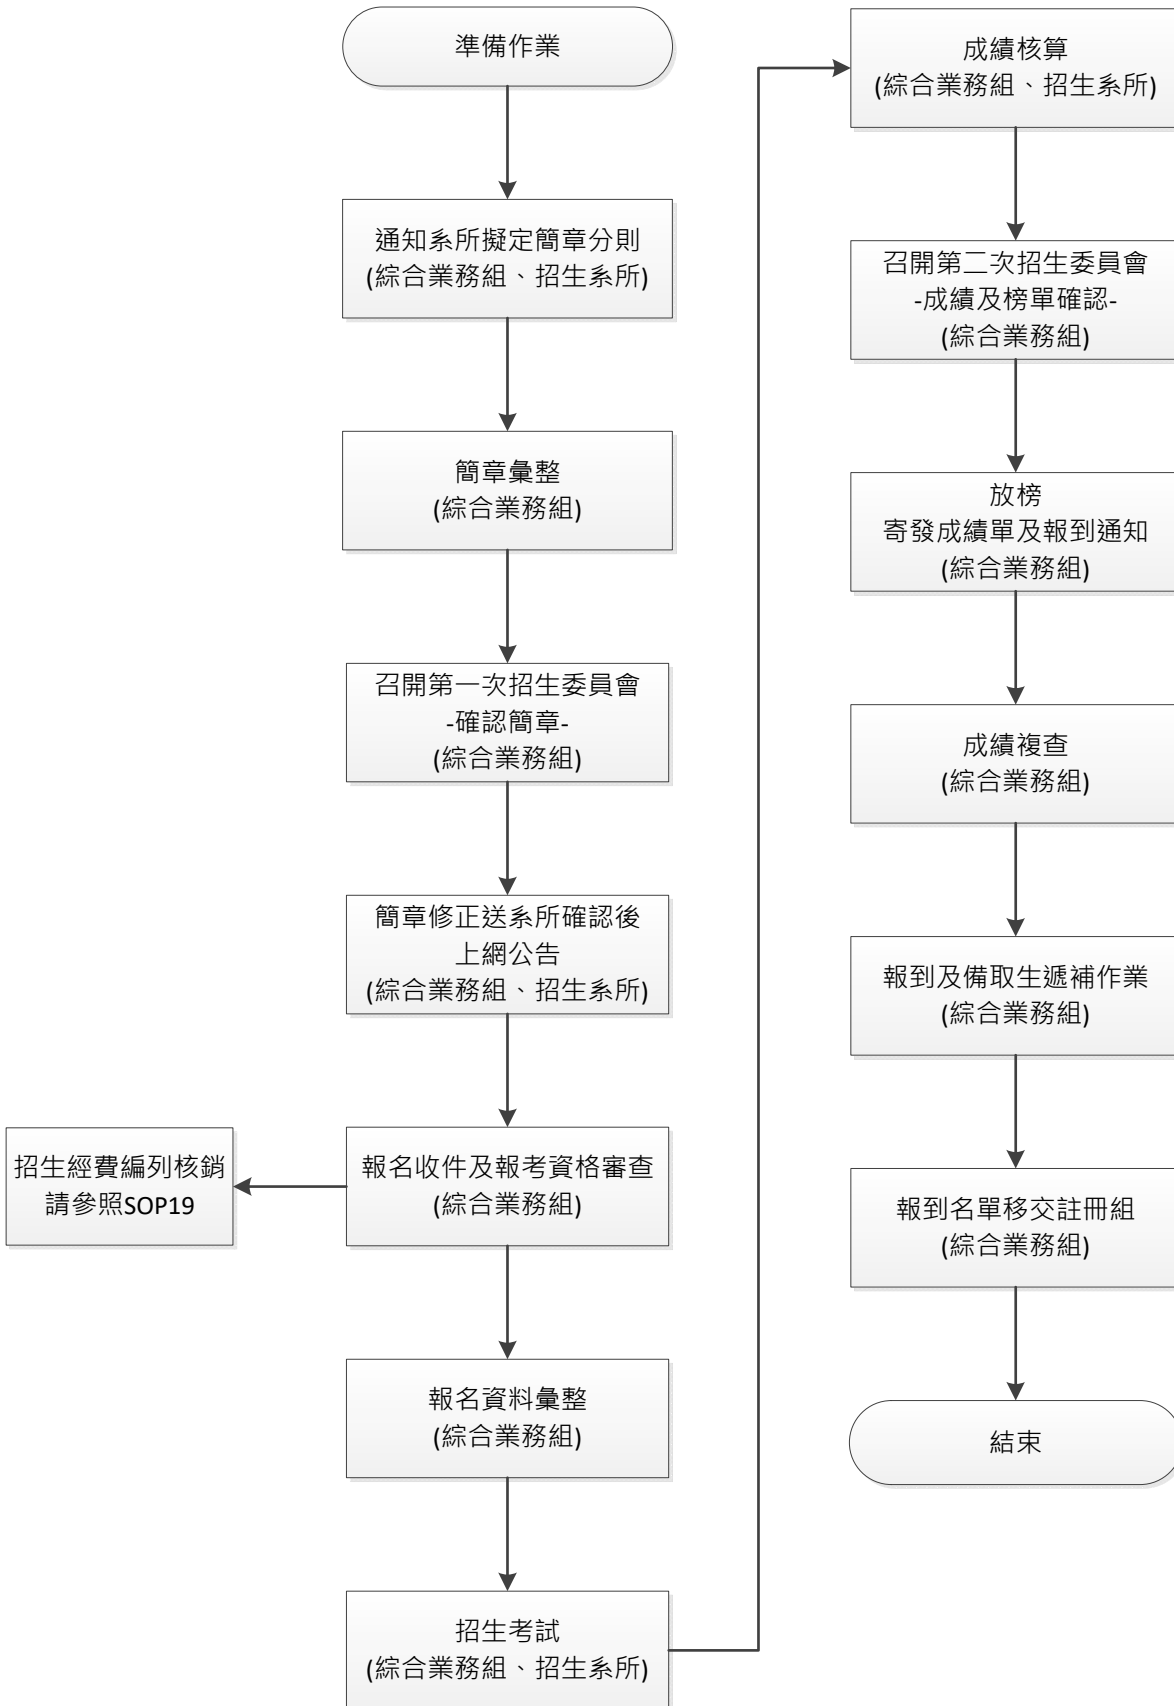 準備作業
通知系所擬定簡章分則
(綜合業務組、招生系所)
簡章彙整
(綜合業務組)
召開第一次招生委員會
-確認簡章-
(綜合業務組)
簡章修正送系所確認後
上網公告
(綜合業務組、招生系所)
報名收件及報考資格審查
(綜合業務組)
招生經費編列核銷
請參照SOP19
報名資料彙整
(綜合業務組)
招生考試
(綜合業務組、招生系所)
成績核算
(綜合業務組、招生系所)
召開第二次招生委員會
-成績及榜單確認-
(綜合業務組)
放榜
寄發成績單及報到通知
(綜合業務組)
成績複查
(綜合業務組)
報到及備取生遞補作業
(綜合業務組)
報到名單移交註冊組
(綜合業務組)
結束